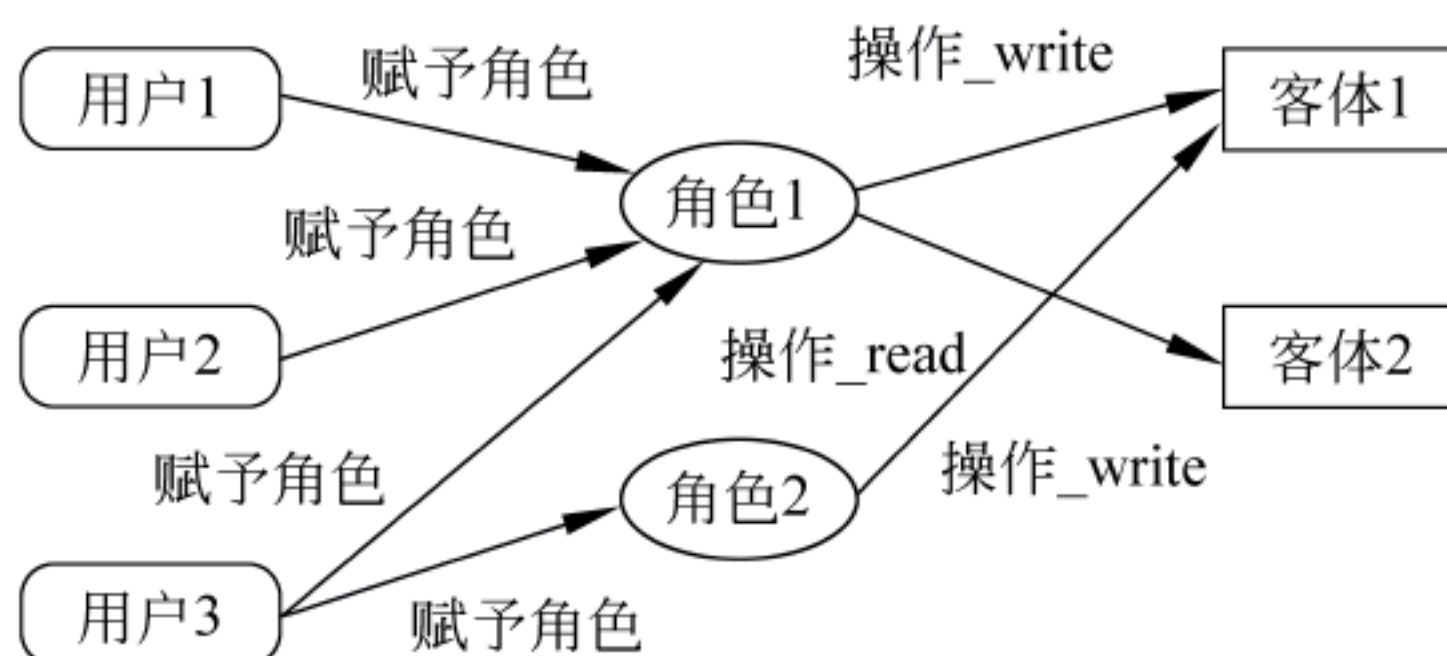 用户1
赋予角色
操作_write
客体1
角色1
赋予角色
用户2
操作_read
客体2
赋予角色
角色2
操作_write
用户3
赋予角色